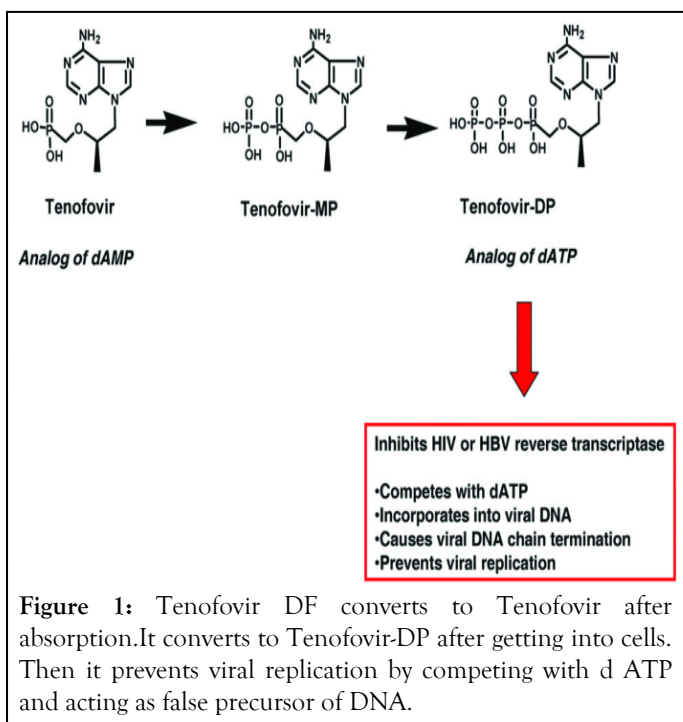 NH₂
N
N
N
N
O
HO-P
OH
O
Tenofovir
Analog of dAMP
NH₂
N
N
N
N
O O
HO-P-O-P
OH OH
O
Tenofovir-MP
NH₂
N
N
N
N
O O O
HO-P-O-P-O-P
OH OH OH
O
Tenofovir-DP
Analog of dATP
Inhibits HIV or HBV reverse transcriptase
•Competes with dATP
•Incorporates into viral DNA
•Causes viral DNA chain termination
•Prevents viral replication
Figure 1: Tenofovir DF converts to Tenofovir after
absorption.It converts to Tenofovir-DP after getting into cells.
Then it prevents viral replication by competing with d ATP
and acting as false precursor of DNA.